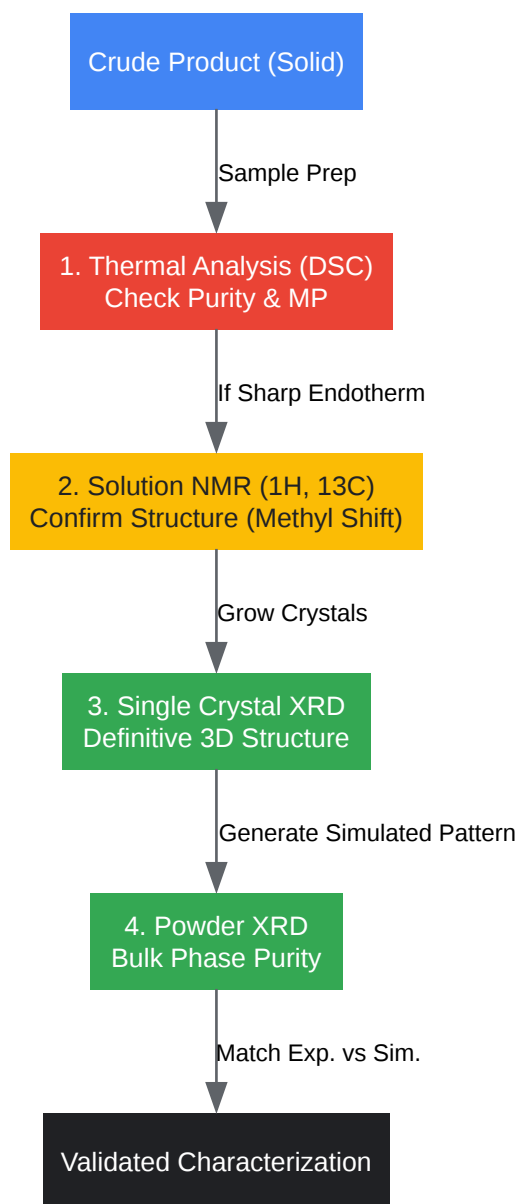 Crude Product (Solid)
Sample Prep
1. Thermal Analysis (DSC)
Check Purity & MP
If Sharp Endotherm
2. Solution NMR (1H, 13C)
Confirm Structure (Methyl Shift)
Grow Crystals
3. Single Crystal XRD
Definitive 3D Structure
Generate Simulated Pattern
4. Powder XRD
Bulk Phase Purity
Match Exp. vs Sim.
Validated Characterization